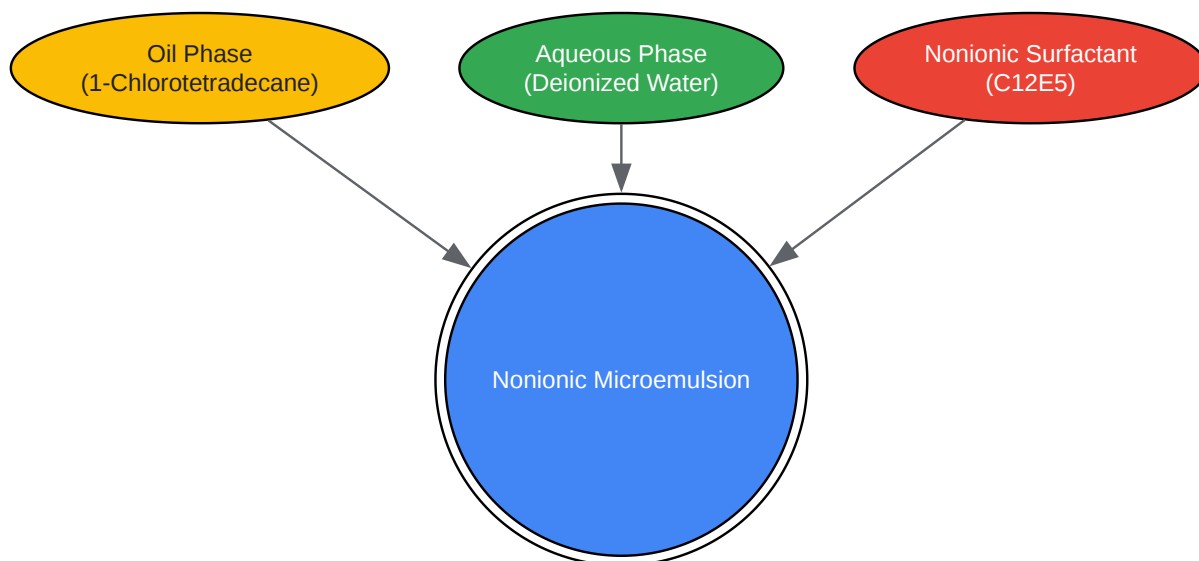 Oil Phase
(1-Chlorotetradecane)
Aqueous Phase
(Deionized Water)
Nonionic Surfactant
(C12E5)
Nonionic Microemulsion